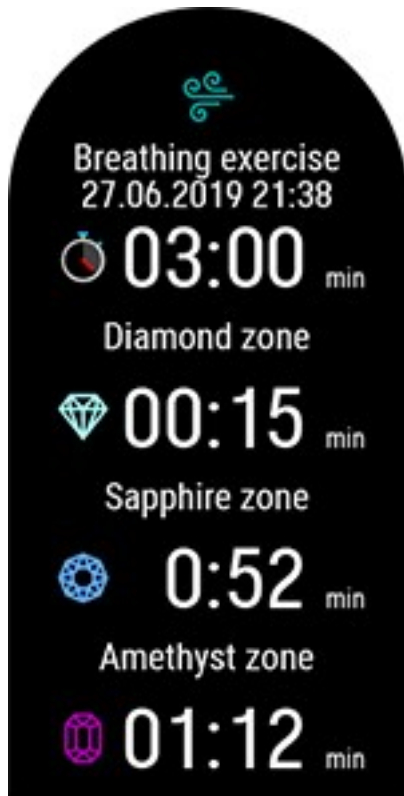 Breathing exercise
27.06.2019 21:38
03:00 min
Diamond zone
00:15 min
Sapphire zone
0:52 min
Amethyst zone
01:12 min